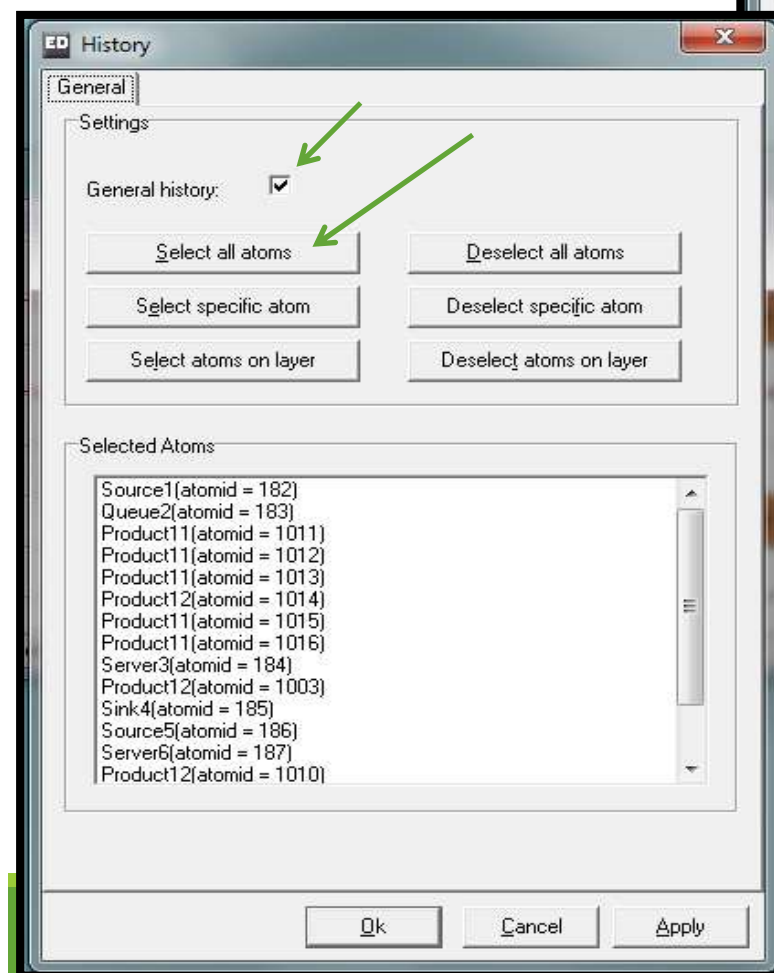 ED History
General
Settings
General history:
Select all atoms
Deselect all atoms
Select specific atom
Deselect specific atom
Select atoms on layer
Deselect atoms on layer
Selected Atoms
Source1(atomid = 182)
Queue2(atomid = 183)
Product11(atomid = 1011)
Product11(atomid = 1012)
Product11(atomid = 1013)
Product12(atomid = 1014)
Product11(atomid = 1015)
Product11(atomid = 1016)
Server3(atomid = 184)
Product12(atomid = 1003)
Sink4(atomid = 185)
Source5(atomid = 186)
Server6(atomid = 187)
Product12(atomid = 1010)
Ok
Cancel
Apply